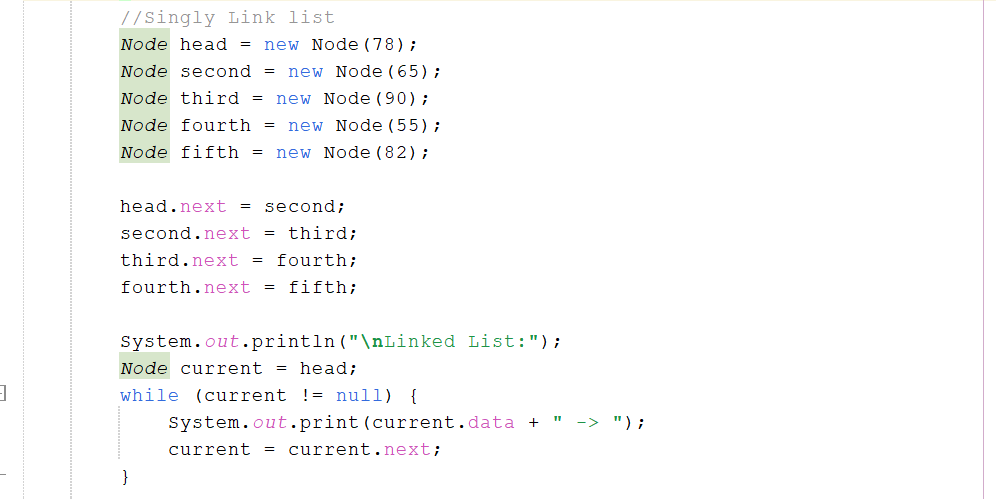 //Singly Link list
Node head = new Node(78);
Node second = new Node(65);
Node third = new Node(90);
Node fourth = new Node(55);
Node fifth = new Node(82);
head.next = second;
second.next = third;
third.next = fourth;
fourth.next = fifth;
System.out.println("\nLinked List:");
Node current = head;
while (current != null) {
System.out.print(current.data + " -> ");
current = current.next;
}